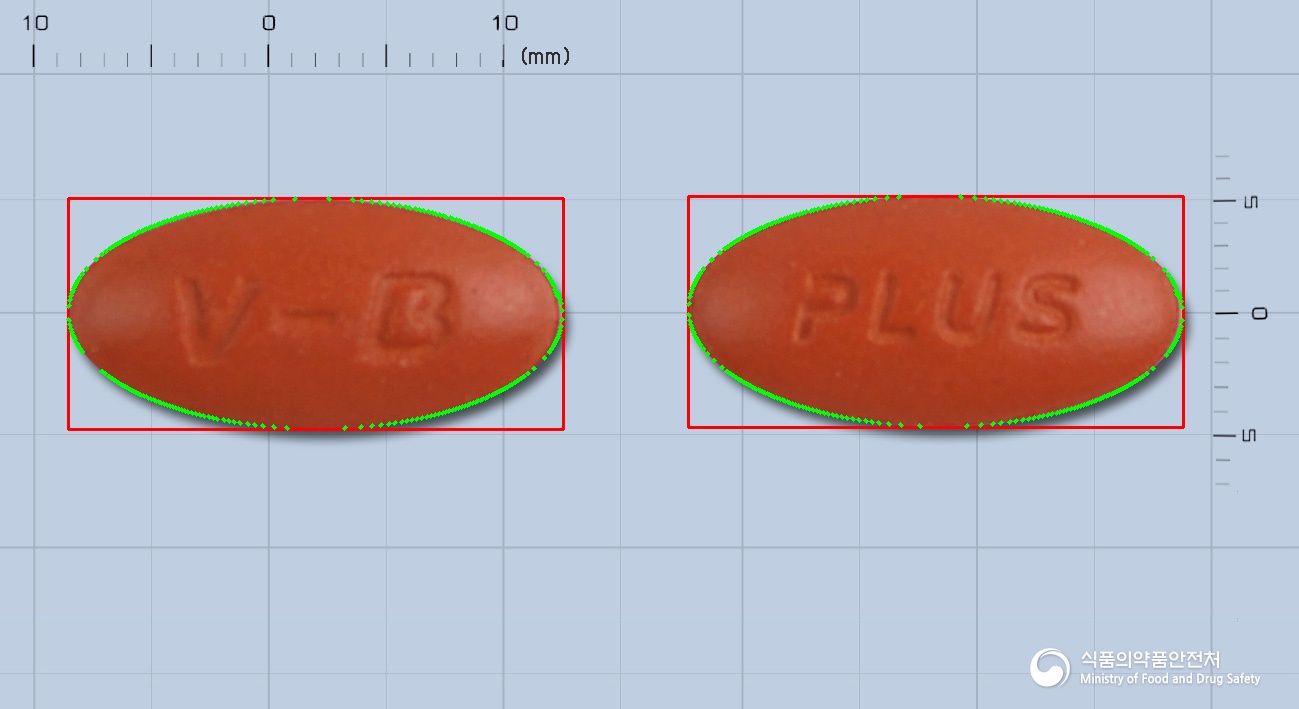 10 0 10
(mm)
V-B
PLUS
5
0
5
식품의약품안전처
Ministry of Food and Drug Safety